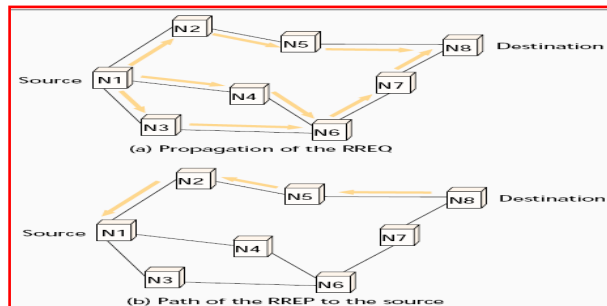 N2
N5
N8 Destination
Source N1
N7
N4
N3
N6
(a) Propagation of the RREQ
N2
N5
N8 Destination
Source N1
N7
N4
N3
N6
(b) Path of the RREP to the source